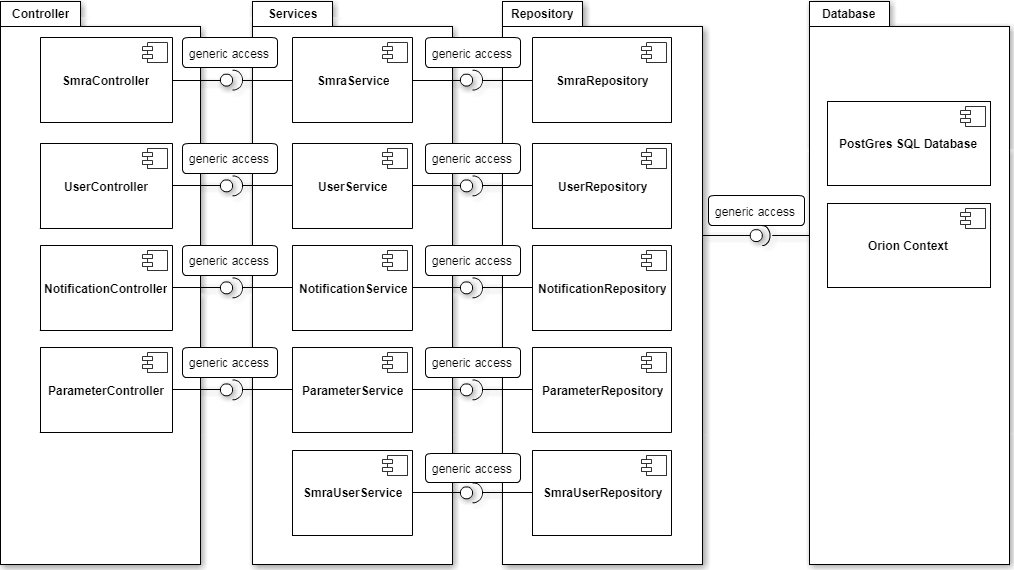 Controller
Services
Repository
Database
generic access
generic access
SmraController
SmraService
SmraRepository
PostGres SQL Database
generic access
generic access
UserController
UserService
UserRepository
generic access
Orion Context
generic access
generic access
NotificationController
NotificationService
NotificationRepository
generic access
generic access
ParameterController
ParameterService
ParameterRepository
generic access
SmraUserService
SmraUserRepository